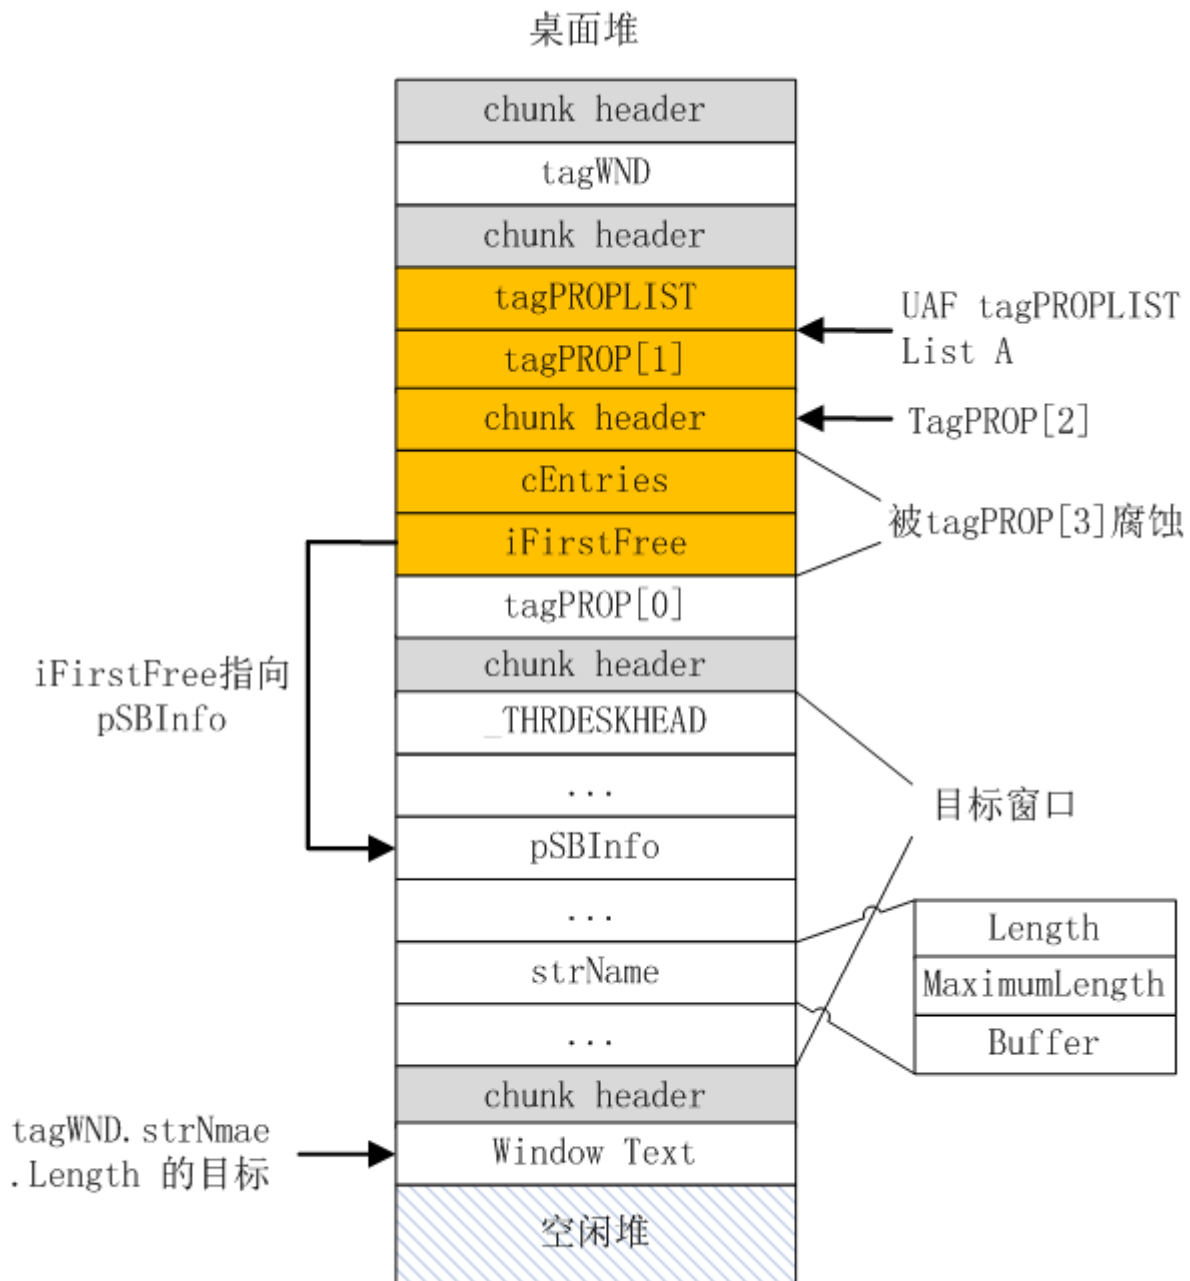 桌面堆
chunk header
tagWND
chunk header
tagPROPLIST
UAF tagPROPLIST
List A
tagPROP[1]
chunk header
TagPROP[2]
cEntries
被tagPROP[3]腐蚀
iFirstFree
tagPROP[0]
iFirstFree指向
pSBInfo
chunk header
_THRDESKHEAD
...
目标窗口
pSBInfo
...
Length
strName
MaximumLength
...
Buffer
chunk header
tagWND.strNmae
.Length 的目标
Window Text
空闲堆